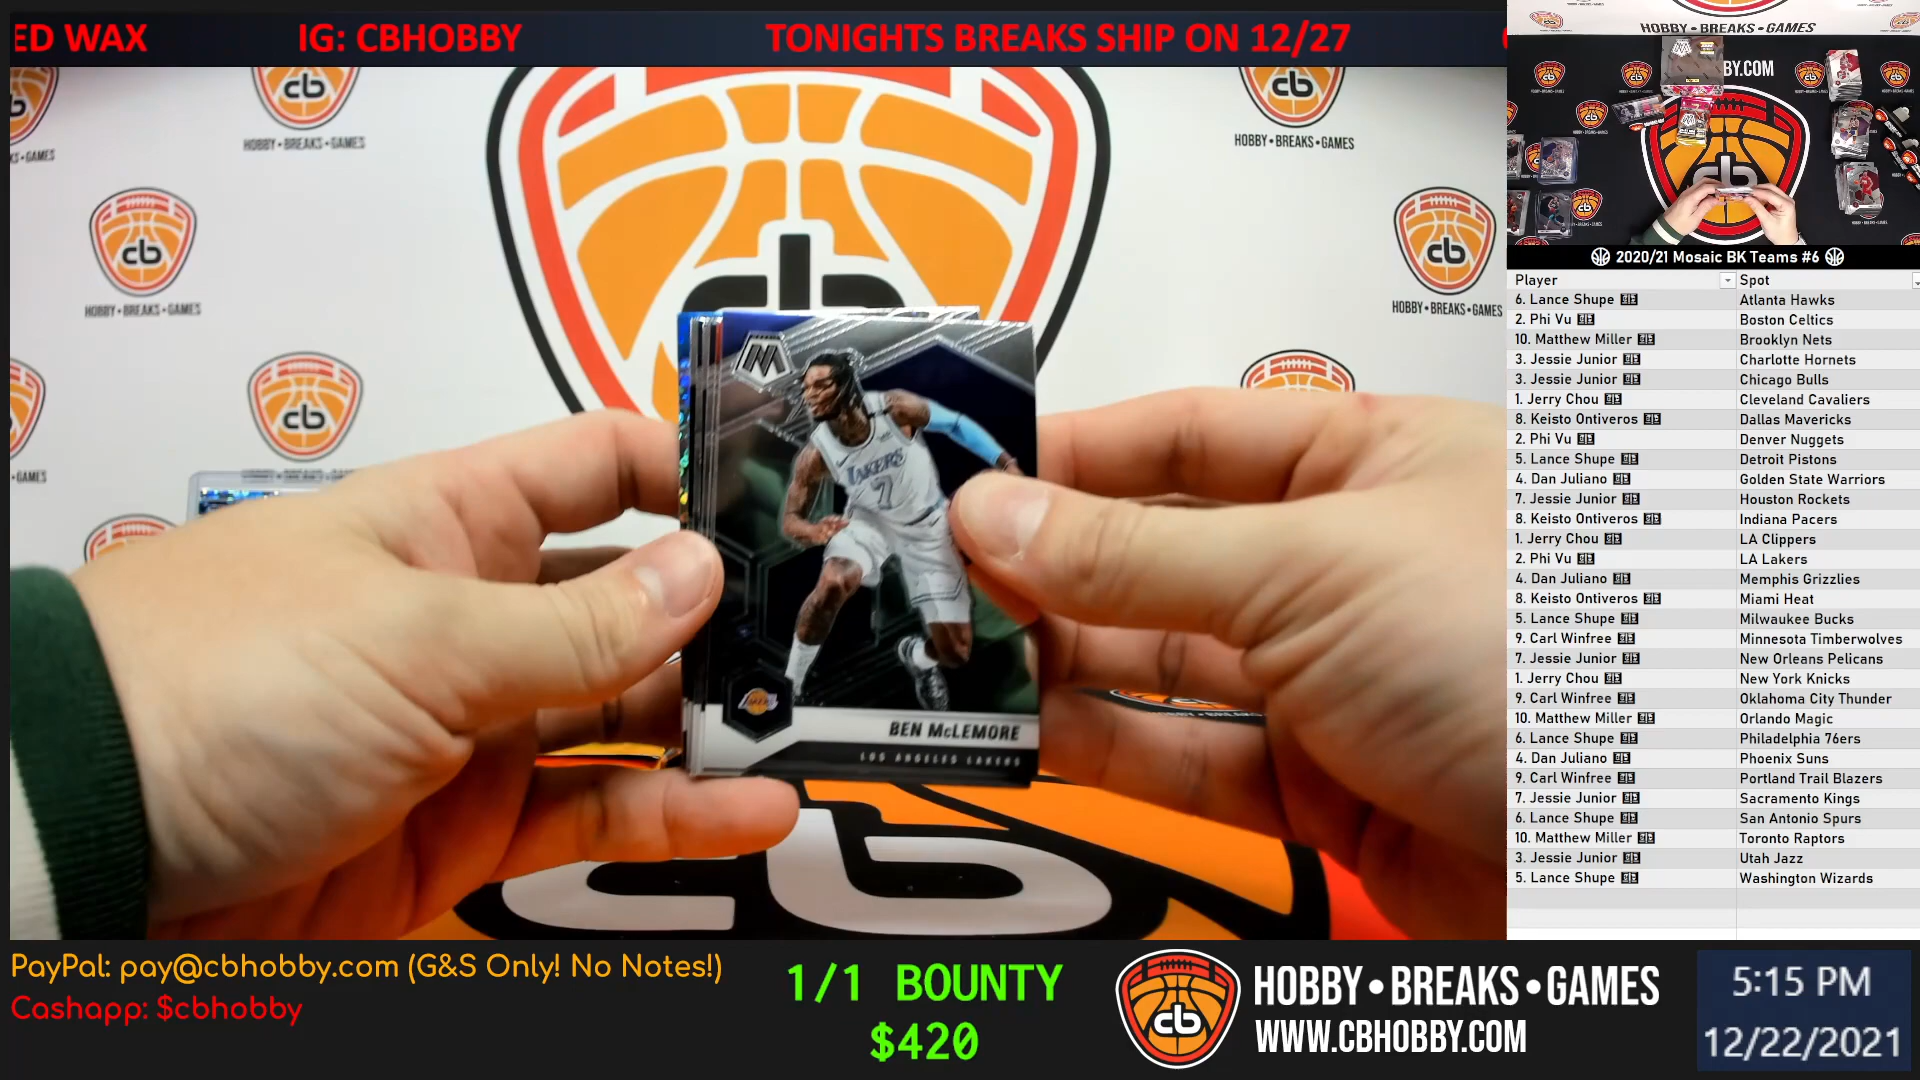 ED WAX
IG: CBHOBBY
TONIGHTS BREAKS SHIP ON 12/27
HOBBY•BREAKS•GAMES
HOBBY•BREAKS•GAMES
HOBBY•BREAKS•GAMES
HOBBY•BREAKS•GAMES
cb
cb
cb
cb
cb
LAKERS
7
BEN McLEMORE
LOS ANGELES LAKERS
HOBBY•BREAKS•GAMES
BY.COM
cb
2020/21 Mosaic BK Teams #6
Player Spot
6. Lance Shupe Atlanta Hawks
2. Phi Vu Boston Celtics
10. Matthew Miller Brooklyn Nets
3. Jessie Junior Charlotte Hornets
3. Jessie Junior Chicago Bulls
1. Jerry Chou Cleveland Cavaliers
8. Keisto Ontiveros Dallas Mavericks
2. Phi Vu Denver Nuggets
5. Lance Shupe Detroit Pistons
4. Dan Juliano Golden State Warriors
7. Jessie Junior Houston Rockets
8. Keisto Ontiveros Indiana Pacers
1. Jerry Chou LA Clippers
2. Phi Vu LA Lakers
4. Dan Juliano Memphis Grizzlies
8. Keisto Ontiveros Miami Heat
5. Lance Shupe Milwaukee Bucks
9. Carl Winfree Minnesota Timberwolves
7. Jessie Junior New Orleans Pelicans
1. Jerry Chou New York Knicks
9. Carl Winfree Oklahoma City Thunder
10. Matthew Miller Orlando Magic
6. Lance Shupe Philadelphia 76ers
4. Dan Juliano Phoenix Suns
9. Carl Winfree Portland Trail Blazers
7. Jessie Junior Sacramento Kings
6. Lance Shupe San Antonio Spurs
10. Matthew Miller Toronto Raptors
3. Jessie Junior Utah Jazz
5. Lance Shupe Washington Wizards
PayPal: pay@cbhobby.com (G&S Only! No Notes!)
Cashapp: $cbhobby
1/1 BOUNTY
$420
cb
HOBBY•BREAKS•GAMES
WWW.CBHOBBY.COM
5:15 PM
12/22/2021